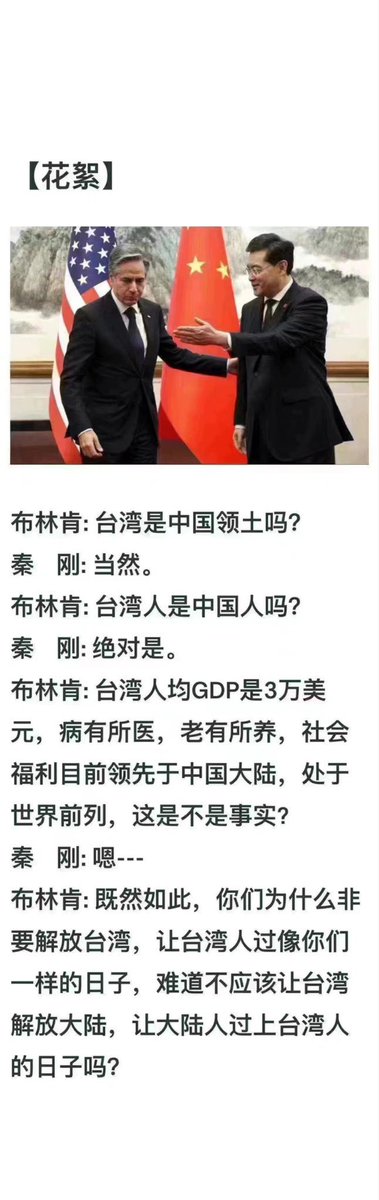 【花絮】
布林肯: 台湾是中国领土吗?
秦 刚: 当然。
布林肯: 台湾人是中国人吗?
秦 刚: 绝对是。
布林肯: 台湾人均GDP是3万美
元，病有所医，老有所养，社会
福利目前领先于中国大陆，处于
世界前列，这是不是事实?
秦 刚: 嗯---
布林肯: 既然如此，你们为什么非
要解放台湾，让台湾人过像你们
一样的日子，难道不应该让台湾
解放大陆，让大陆人过上台湾人
的日子吗?